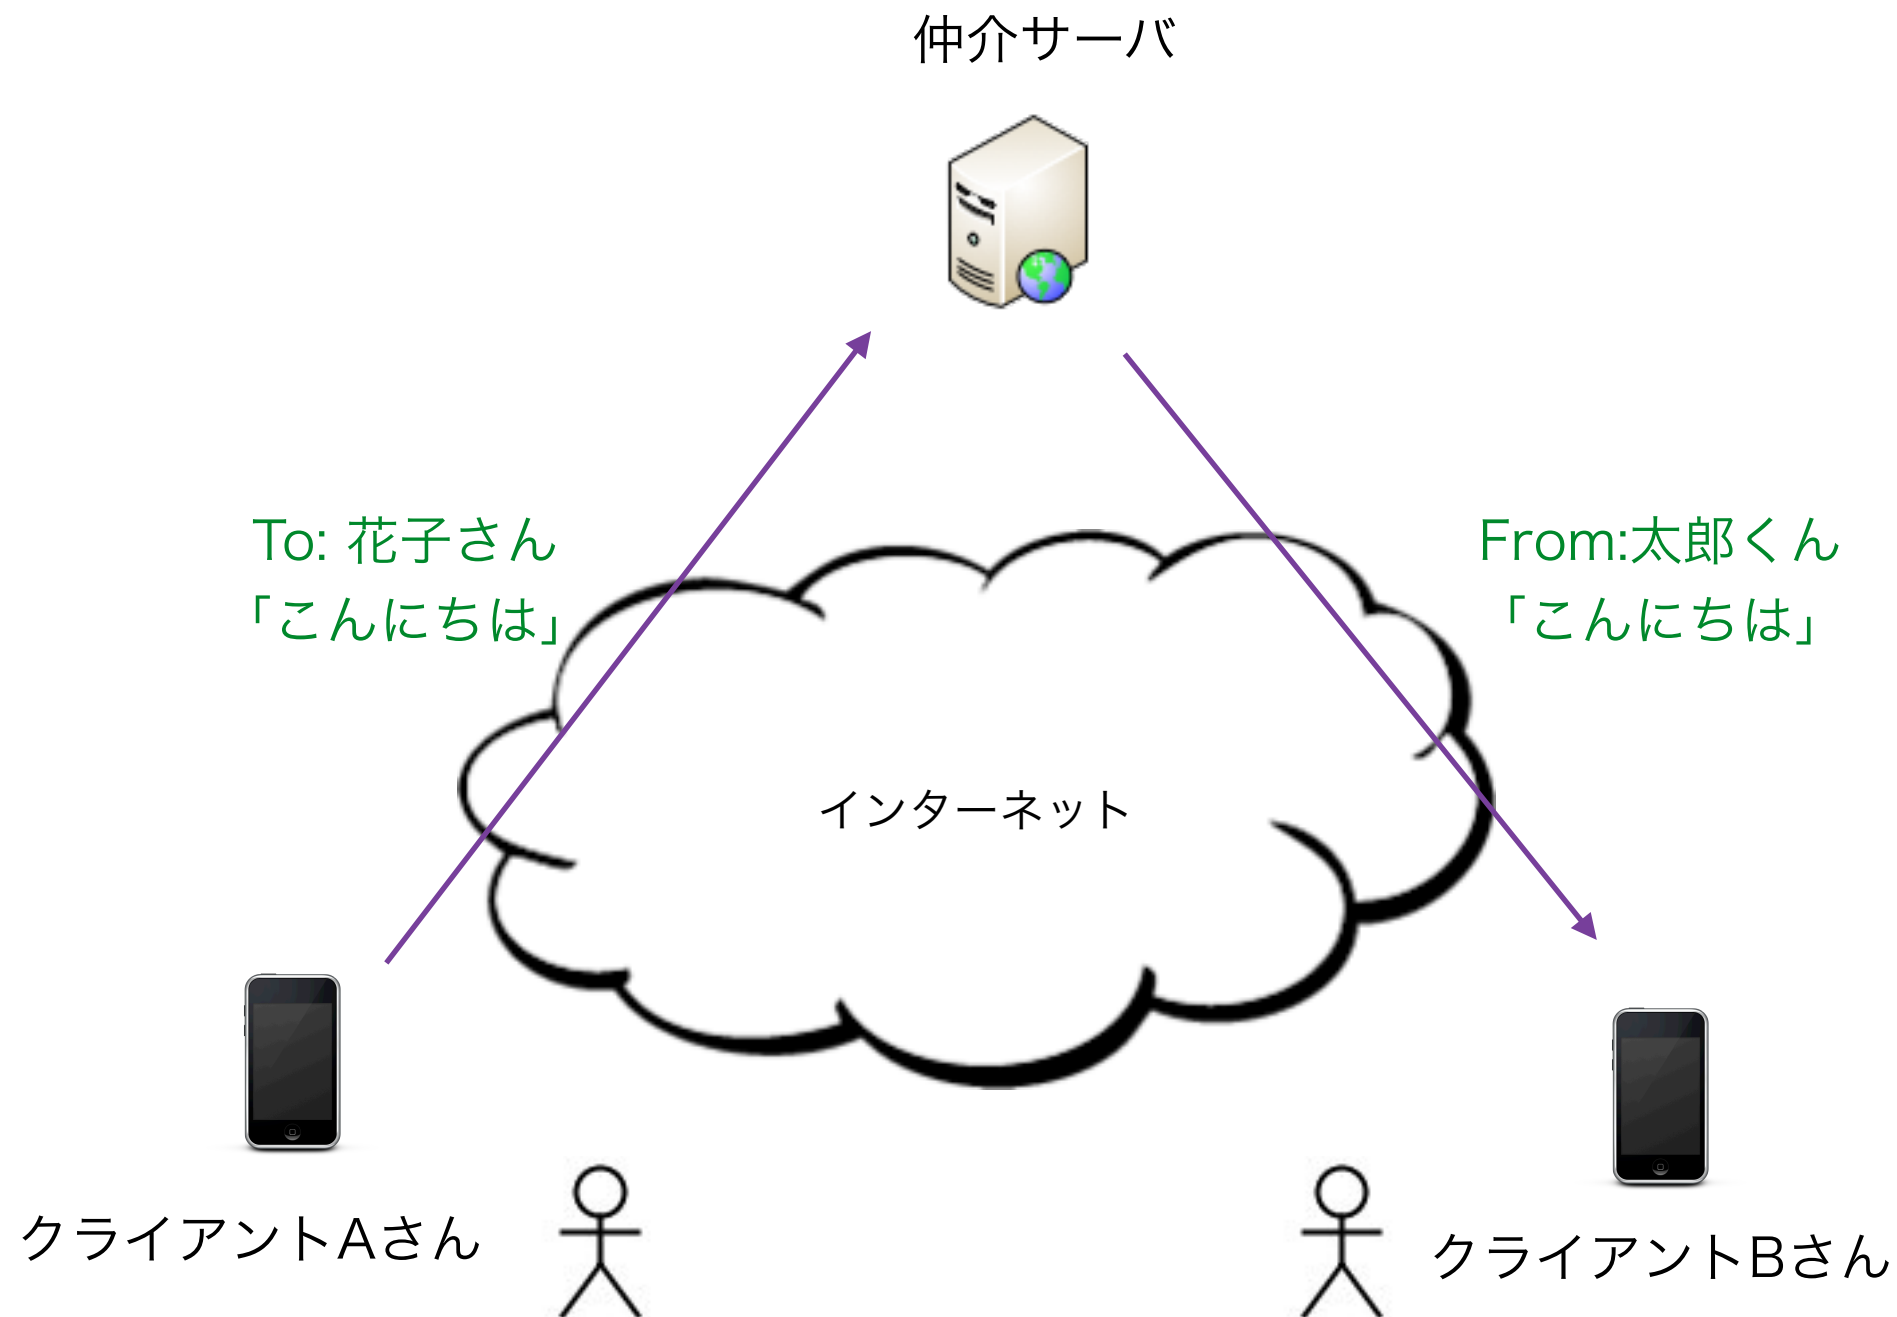 仲介サーバ
To: 花子さん
「こんにちは」
From:太郎くん
「こんにちは」
インターネット
クライアントAさん
クライアントBさん